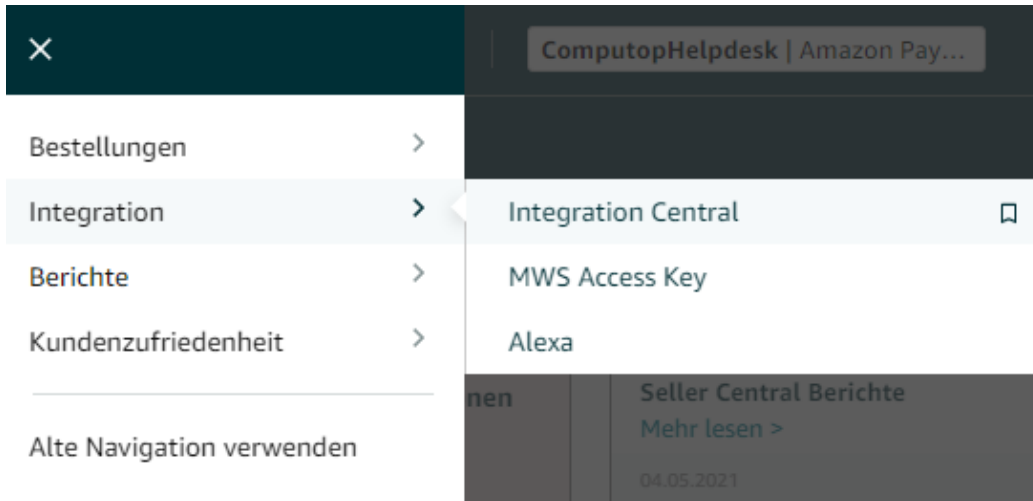 ComputopHelpdesk | Amazon Pay...
Bestellungen
Integration
Berichte
Kundenzufriedenheit
Alte Navigation verwenden
Integration Central
MWS Access Key
Alexa
nen
Seller Central Berichte
Mehr lesen >
04.05.2021